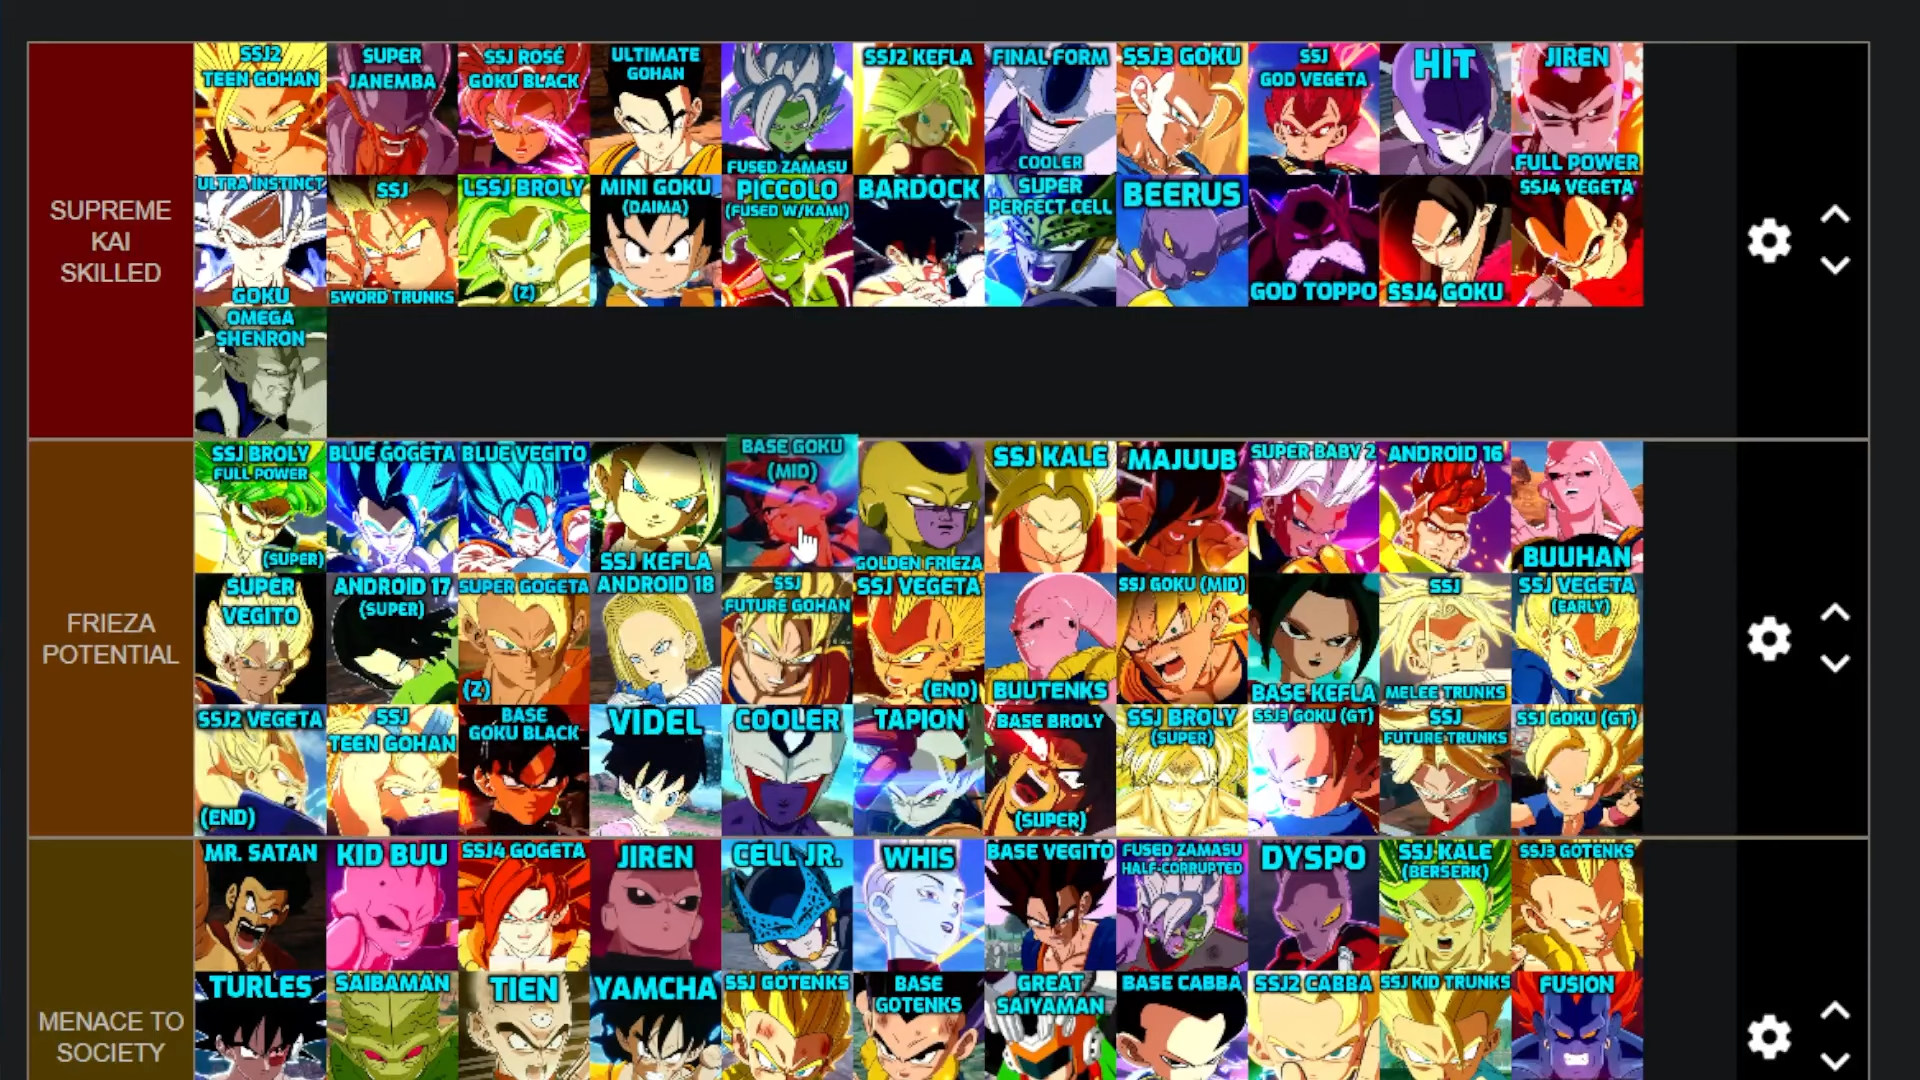 SUPREME
KAI
SKILLED
SSJ2
TEEN GOHAN
SUPER
JANEMBA
SSJ ROSÉ
GOKU BLACK
ULTIMATE
GOHAN
FUSED ZAMASU
SSJ2 KEFLA
FINAL FORM
COOLER
SSJ3 GOKU
SSJ
GOD VEGETA
HIT
JIREN
FULL POWER
ULTRA INSTINCT
GOKU
SSJ
SWORD TRUNKS
LSSJ BROLY
(Z)
MINI GOKU
(DAIMA)
PICCOLO
(FUSED W/KAMI)
BARDOCK
SUPER
PERFECT CELL
BEERUS
GOD TOPPO
SSJ4 GOKU
SSJ4 VEGETA
OMEGA
SHENRON
FRIEZA
POTENTIAL
SSJ BROLY
FULL POWER
(SUPER)
BLUE GOGETA
BLUE VEGITO
SSJ KEFLA
BASE GOKU
(MID)
GOLDEN FRIEZA
SSJ KALE
MAJUUB
SUPER BABY 2
ANDROID 16
BUUHAN
SUPER
VEGITO
ANDROID 17
(SUPER)
SUPER GOGETA
(Z)
ANDROID 18
SSJ
FUTURE GOHAN
SSJ VEGETA
(END)
BUUTENKS
SSJ GOKU (MID)
BASE KEFLA
SSJ
MELEE TRUNKS
SSJ VEGETA
(EARLY)
SSJ2 VEGETA
(END)
SSJ
TEEN GOHAN
BASE
GOKU BLACK
VIDEL
COOLER
TAPION
BASE BROLY
(SUPER)
SSJ BROLY
(SUPER)
SSJ3 GOKU (GT)
SSJ
FUTURE TRUNKS
SSJ GOKU (GT)
MENACE TO
SOCIETY
MR. SATAN
KID BUU
SSJ4 GOGETA
JIREN
CELL JR.
WHIS
BASE VEGITO
FUSED ZAMASU
HALF-CORRUPTED
DYSPO
SSJ KALE
(BERSERK)
SSJ3 GOTENKS
TURLES
SAIBAMAN
TIEN
YAMCHA
SSJ GOTENKS
BASE
GOTENKS
GREAT
SAIYAMAN
BASE CABBA
SSJ2 CABBA
SSJ KID TRUNKS
FUSION